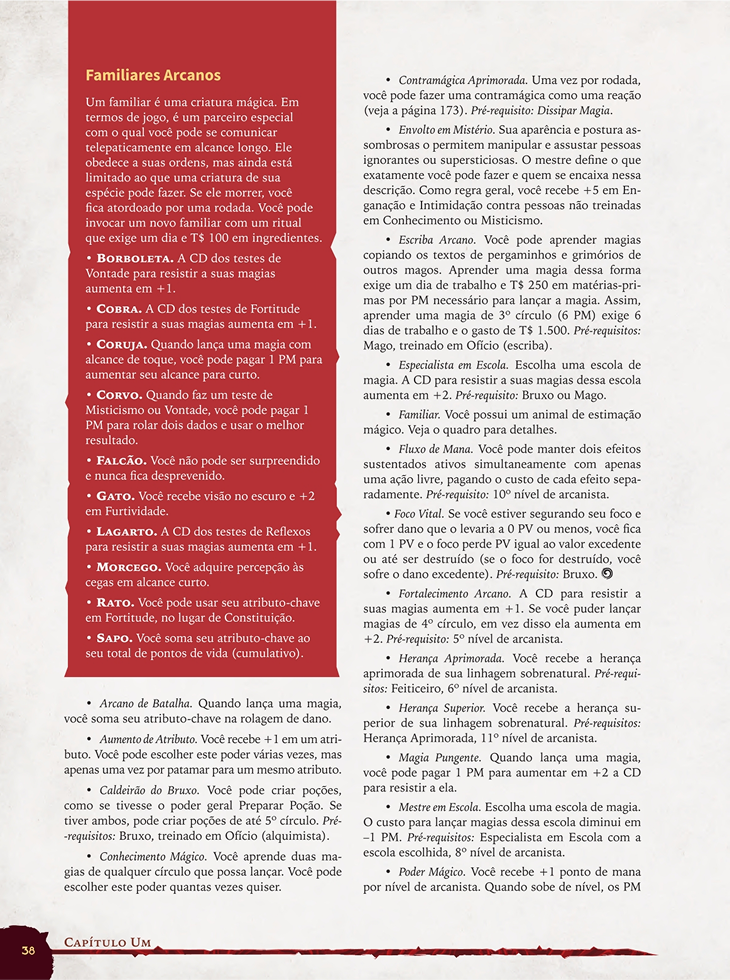 Familiares Arcanos
Um familiar é uma criatura mágica. Em
termos de jogo, é um parceiro especial
com o qual você pode se comunicar
telepaticamente em alcance longo. Ele
obedece a suas ordens, mas ainda está
limitado ao que uma criatura de sua
espécie pode fazer. Se ele morrer, você
fica atordoado por uma rodada. Você pode
invocar um novo familiar com um ritual
que exige um dia e T$ 100 em ingredientes.
• Borboleta. A CD dos testes de
Vontade para resistir a suas magias
aumenta em +1.
• Cobra. A CD dos testes de Fortitude
para resistir a suas magias aumenta em +1.
• Coruja. Quando lança uma magia com
alcance de toque, você pode pagar 1 PM para
aumentar seu alcance para curto.
• Corvo. Quando faz um teste de
Misticismo ou Vontade, você pode pagar 1
PM para rolar dois dados e usar o melhor
resultado.
• Falcão. Você não pode ser surpreendido
e nunca fica desprevenido.
• Gato. Você recebe visão no escuro e +2
em Furtividade.
• Lagarto. A CD dos testes de Reflexos
para resistir a suas magias aumenta em +1.
• Morcego. Você adquire percepção às
cegas em alcance curto.
• Rato. Você pode usar seu atributo-chave
em Fortitude, no lugar de Constituição.
• Sapo. Você soma seu atributo-chave ao
seu total de pontos de vida (cumulativo).
• Arcano de Batalha. Quando lança uma magia,
você soma seu atributo-chave na rolagem de dano.
• Aumento de Atributo. Você recebe +1 em um atri-
buto. Você pode escolher este poder várias vezes, mas
apenas uma vez por patamar para um mesmo atributo.
• Caldeirão do Bruxo. Você pode criar poções,
como se tivesse o poder geral Preparar Poção. Se
tiver ambos, pode criar poções de até 5º círculo. Pré-
-requisitos: Bruxo, treinado em Ofício (alquimista).
• Conhecimento Mágico. Você aprende duas ma-
gias de qualquer círculo que possa lançar. Você pode
escolher este poder quantas vezes quiser.
• Contramágica Aprimorada. Uma vez por rodada,
você pode fazer uma contramágica como uma reação
(veja a página 173). Pré-requisito: Dissipar Magia.
• Envolto em Mistério. Sua aparência e postura as-
sombrosas o permitem manipular e assustar pessoas
ignorantes ou supersticiosas. O mestre define o que
exatamente você pode fazer e quem se encaixa nessa
descrição. Como regra geral, você recebe +5 em En-
ganação e Intimidação contra pessoas não treinadas
em Conhecimento ou Misticismo.
• Escriba Arcano. Você pode aprender magias
copiando os textos de pergaminhos e grimórios de
outros magos. Aprender uma magia dessa forma
exige um dia de trabalho e T$ 250 em matérias-pri-
mas por PM necessário para lançar a magia. Assim,
aprender uma magia de 3º círculo (6 PM) exige 6
dias de trabalho e o gasto de T$ 1.500. Pré-requisitos:
Mago, treinado em Ofício (escriba).
• Especialista em Escola. Escolha uma escola de
magia. A CD para resistir a suas magias dessa escola
aumenta em +2. Pré-requisito: Bruxo ou Mago.
• Familiar. Você possui um animal de estimação
mágico. Veja o quadro para detalhes.
• Fluxo de Mana. Você pode manter dois efeitos
sustentados ativos simultaneamente com apenas
uma ação livre, pagando o custo de cada efeito sepa-
radamente. Pré-requisito: 10º nível de arcanista.
• Foco Vital. Se você estiver segurando seu foco e
sofrer dano que o levaria a 0 PV ou menos, você fica
com 1 PV e o foco perde PV igual ao valor excedente
ou até ser destruído (se o foco for destruído, você
sofre o dano excedente). Pré-requisito: Bruxo.
• Fortalecimento Arcano. A CD para resistir a
suas magias aumenta em +1. Se você puder lançar
magias de 4º círculo, em vez disso ela aumenta em
+2. Pré-requisito: 5º nível de arcanista.
• Herança Aprimorada. Você recebe a herança
aprimorada de sua linhagem sobrenatural. Pré-requi-
sitos: Feiticeiro, 6º nível de arcanista.
• Herança Superior. Você recebe a herança su-
perior de sua linhagem sobrenatural. Pré-requisitos:
Herança Aprimorada, 11º nível de arcanista.
• Magia Pungente. Quando lança uma magia,
você pode pagar 1 PM para aumentar em +2 a CD
para resistir a ela.
• Mestre em Escola. Escolha uma escola de magia.
O custo para lançar magias dessa escola diminui em
–1 PM. Pré-requisitos: Especialista em Escola com a
escola escolhida, 8º nível de arcanista.
• Poder Mágico. Você recebe +1 ponto de mana
por nível de arcanista. Quando sobe de nível, os PM
38
Capítulo Um